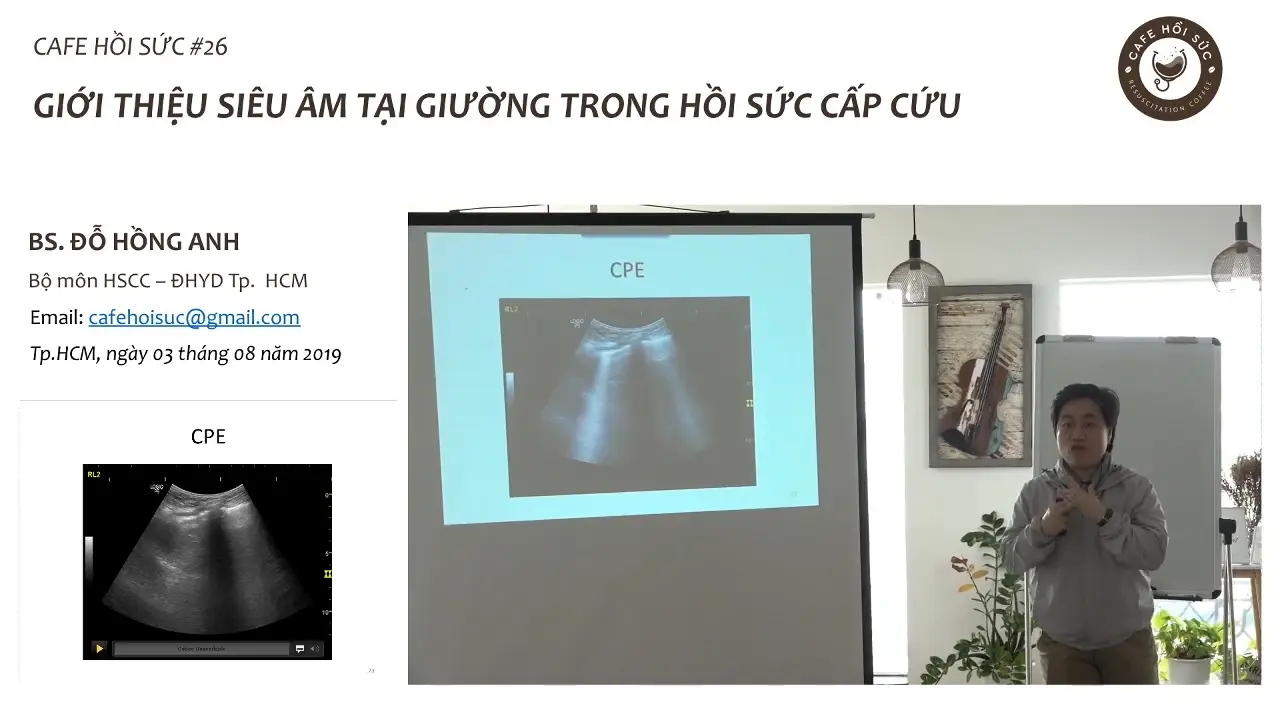 CAFE HỒI SỨC #26
GIỚI THIỆU SIÊU ÂM TẠI GIƯỜNG TRONG HỒI SỨC CẤP CỨU
CAFE HỒI SỨC
RESUSCITATION COFFEE
BS. ĐỖ HỒNG ANH
Bộ môn HSCC – ĐHYD Tp. HCM
Email: cafehoisuc@gmail.com
Tp.HCM, ngày 03 tháng 08 năm 2019
CPE
RL2
0
5
10
23
CPE
RL2